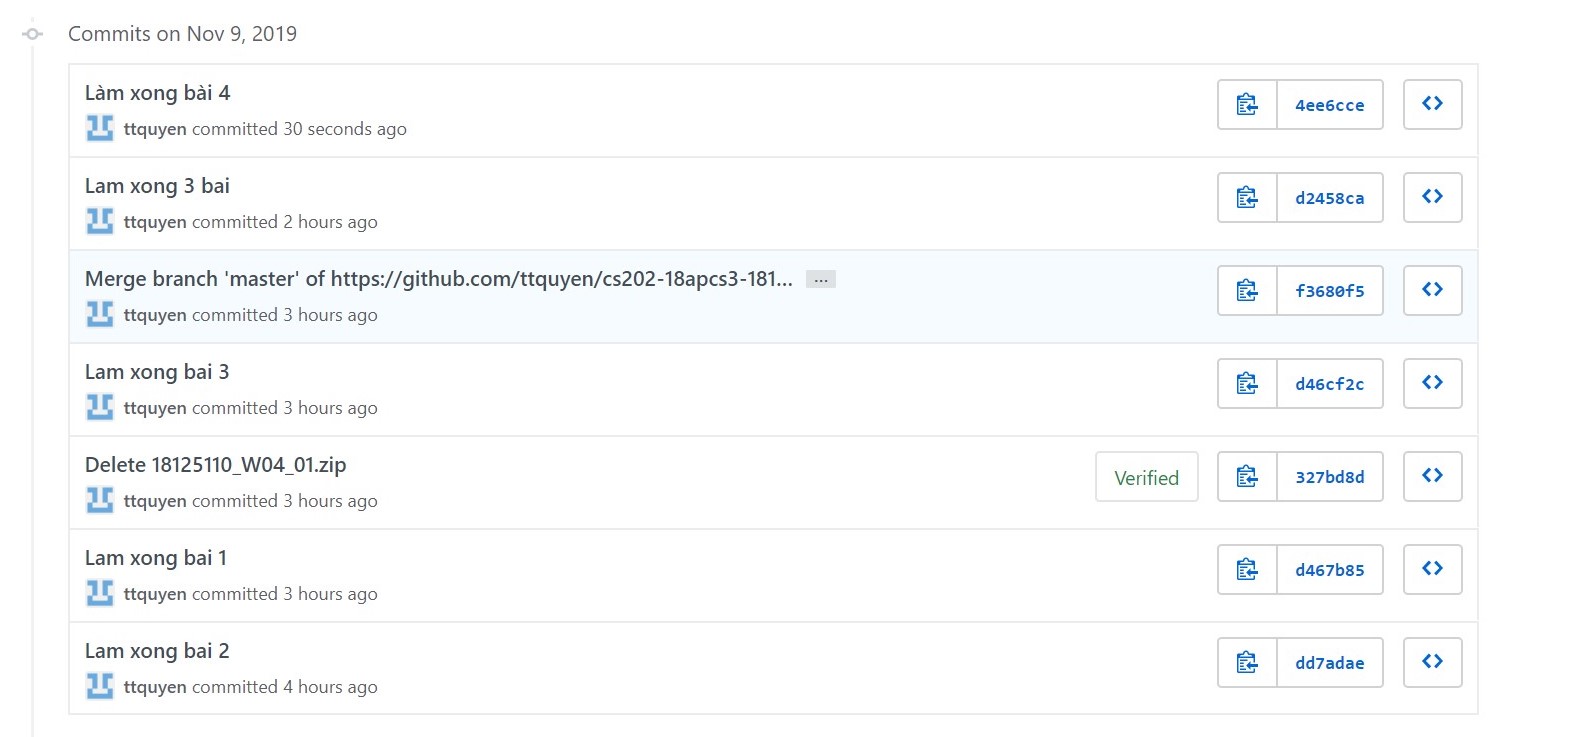 Commits on Nov 9, 2019
Làm xong bài 4
ttquyen committed 30 seconds ago
4ee6cce
Lam xong 3 bai
ttquyen committed 2 hours ago
d2458ca
Merge branch 'master' of https://github.com/ttquyen/cs202-18apcs3-181... …
ttquyen committed 3 hours ago
f3680f5
Lam xong bai 3
ttquyen committed 3 hours ago
d46cf2c
Delete 18125110_W04_01.zip
ttquyen committed 3 hours ago
Verified
327bd8d
Lam xong bai 1
ttquyen committed 3 hours ago
d467b85
Lam xong bai 2
ttquyen committed 4 hours ago
dd7adae